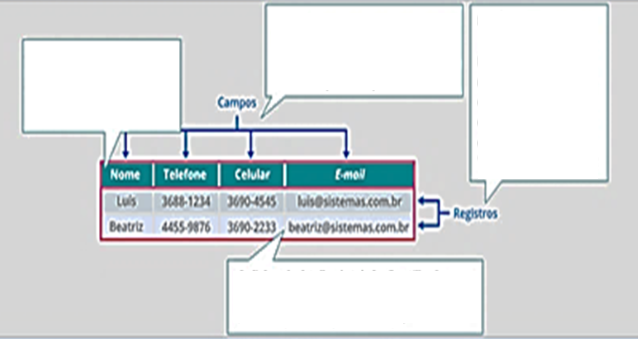 Campos
Nome Telefone Celular E-mail
Luís 3688-1234 3690-4545 luis@sistemas.com.br
Registros
Beatriz 4455-9876 3690-2233 beatriz@sistemas.com.br